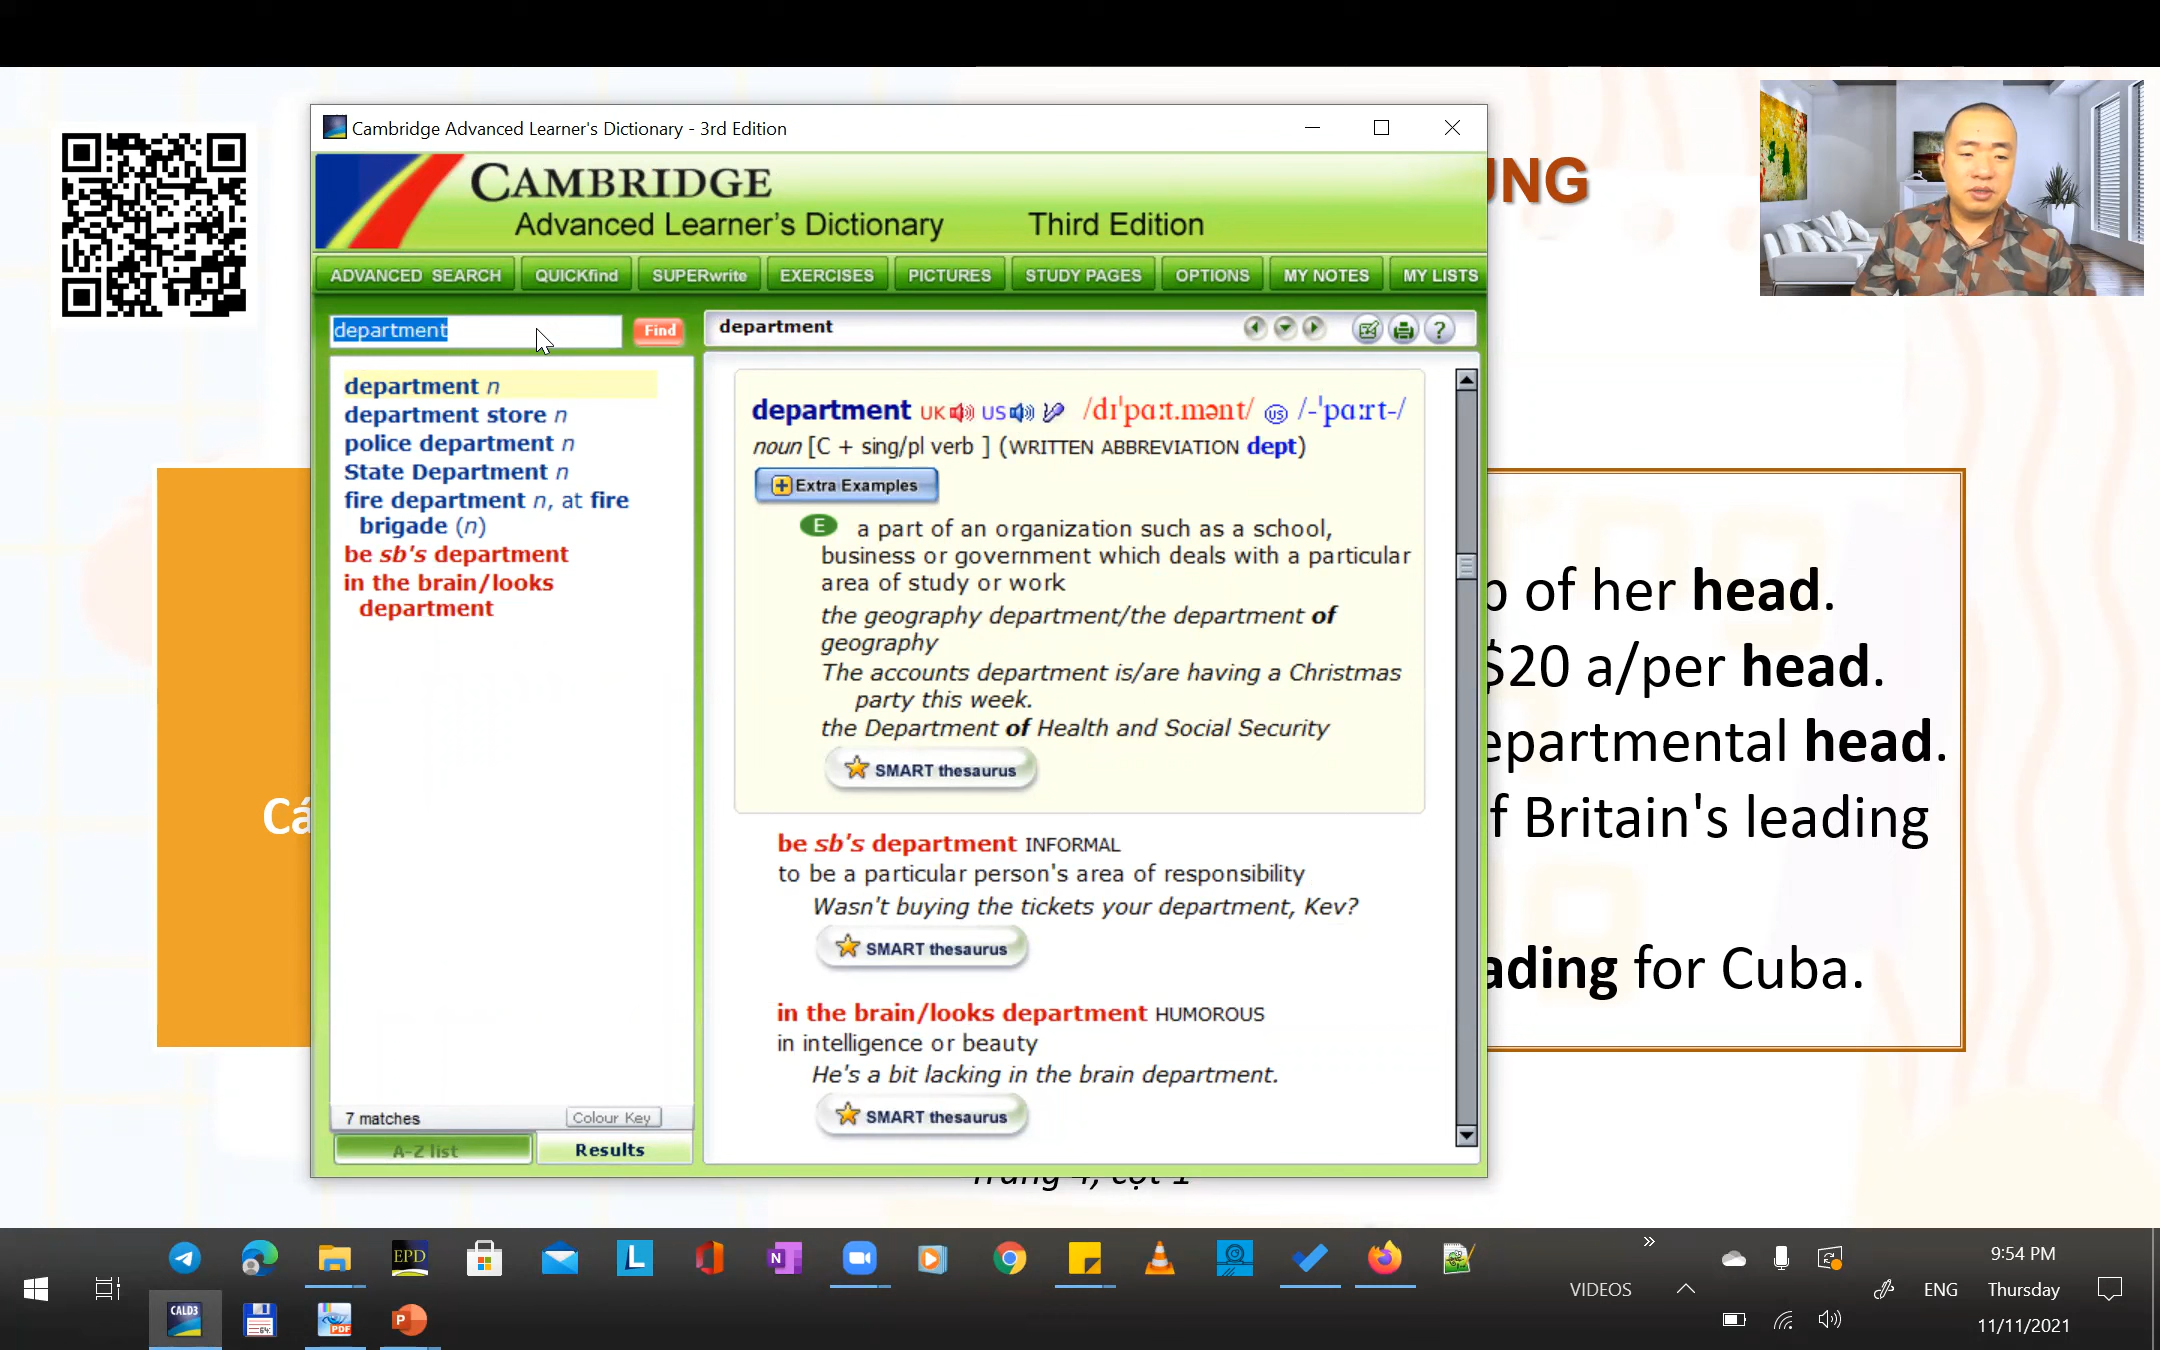 Cambridge Advanced Learner's Dictionary - 3rd Edition
UNG
CAMBRIDGE
Advanced Learner's Dictionary Third Edition
ADVANCED SEARCH QUICKfind SUPERwrite EXERCISES PICTURES STUDY PAGES OPTIONS MY NOTES MY LISTS
department Find
department n
department store n
police department n
State Department n
fire department n, at fire
brigade (n)
be sb's department
in the brain/looks
department
7 matches Colour Key
A-Z list Results
department
department UK US /dɪˈpɑːt.mənt/ US /-ˈpɑːrt-/
noun [C + sing/pl verb ] (WRITTEN ABBREVIATION dept)
Extra Examples
E a part of an organization such as a school,
business or government which deals with a particular
area of study or work
the geography department/the department of
geography
The accounts department is/are having a Christmas
party this week.
the Department of Health and Social Security
SMART thesaurus
be sb's department INFORMAL
to be a particular person's area of responsibility
Wasn't buying the tickets your department, Kev?
SMART thesaurus
in the brain/looks department HUMOROUS
in intelligence or beauty
He's a bit lacking in the brain department.
SMART thesaurus
Cá
of her head.
$20 a/per head.
epartmental head.
f Britain's leading
ading for Cuba.
Trang 4, cột 1
EPD
VIDEOS
ENG
9:54 PM
Thursday
11/11/2021
CALD3
PDF